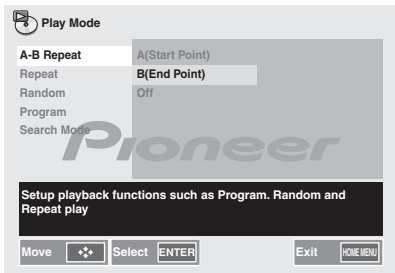 Play Mode
A-B Repeat
A(Start Point)
Repeat
B(End Point)
Random
Off
Program
Search Mode
Pioneer
Setup playback functions such as Program. Random and
Repeat play
Move
Select ENTER
Exit HOME MENU